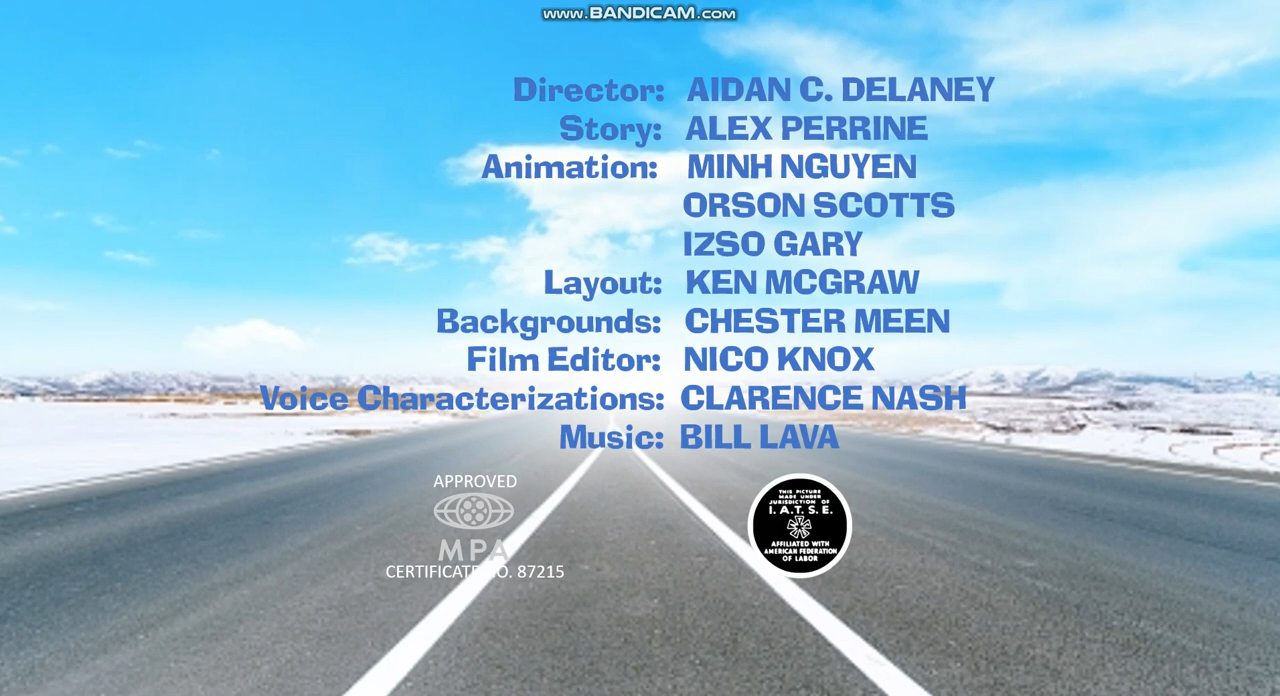 www.BANDICAM.com
Director: AIDAN C. DELANEY
Story: ALEX PERRINE
Animation: MINH NGUYEN
ORSON SCOTTS
IZSO GARY
Layout: KEN MCGRAW
Backgrounds: CHESTER MEEN
Film Editor: NICO KNOX
Voice Characterizations: CLARENCE NASH
Music: BILL LAVA
APPROVED
MPA
CERTIFICATE NO. 87215
THIS PICTURE
MADE UNDER
JURISDICTION OF
I.A.T.S.E.
AFFILIATED WITH
AMERICAN FEDERATION
OF LABOR